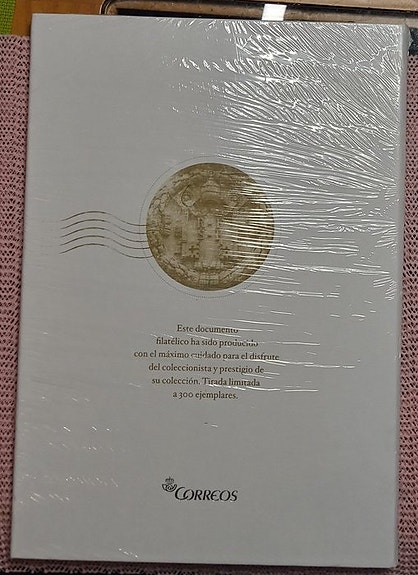 Este documento
filatélico ha sido producido
con el máximo cuidado para el disfrute
del coleccionista y prestigio de
su colección. Tirada limitada
a 300 ejemplares.
CORREOS